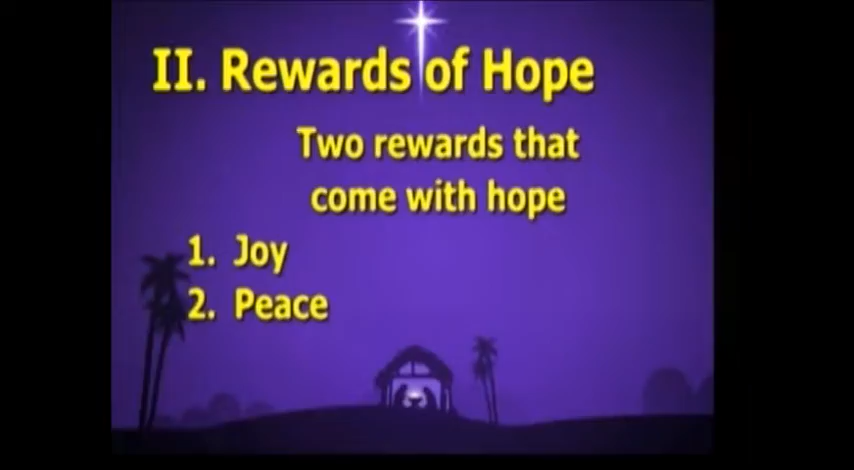 II. Rewards of Hope
Two rewards that
come with hope
1. Joy
2. Peace